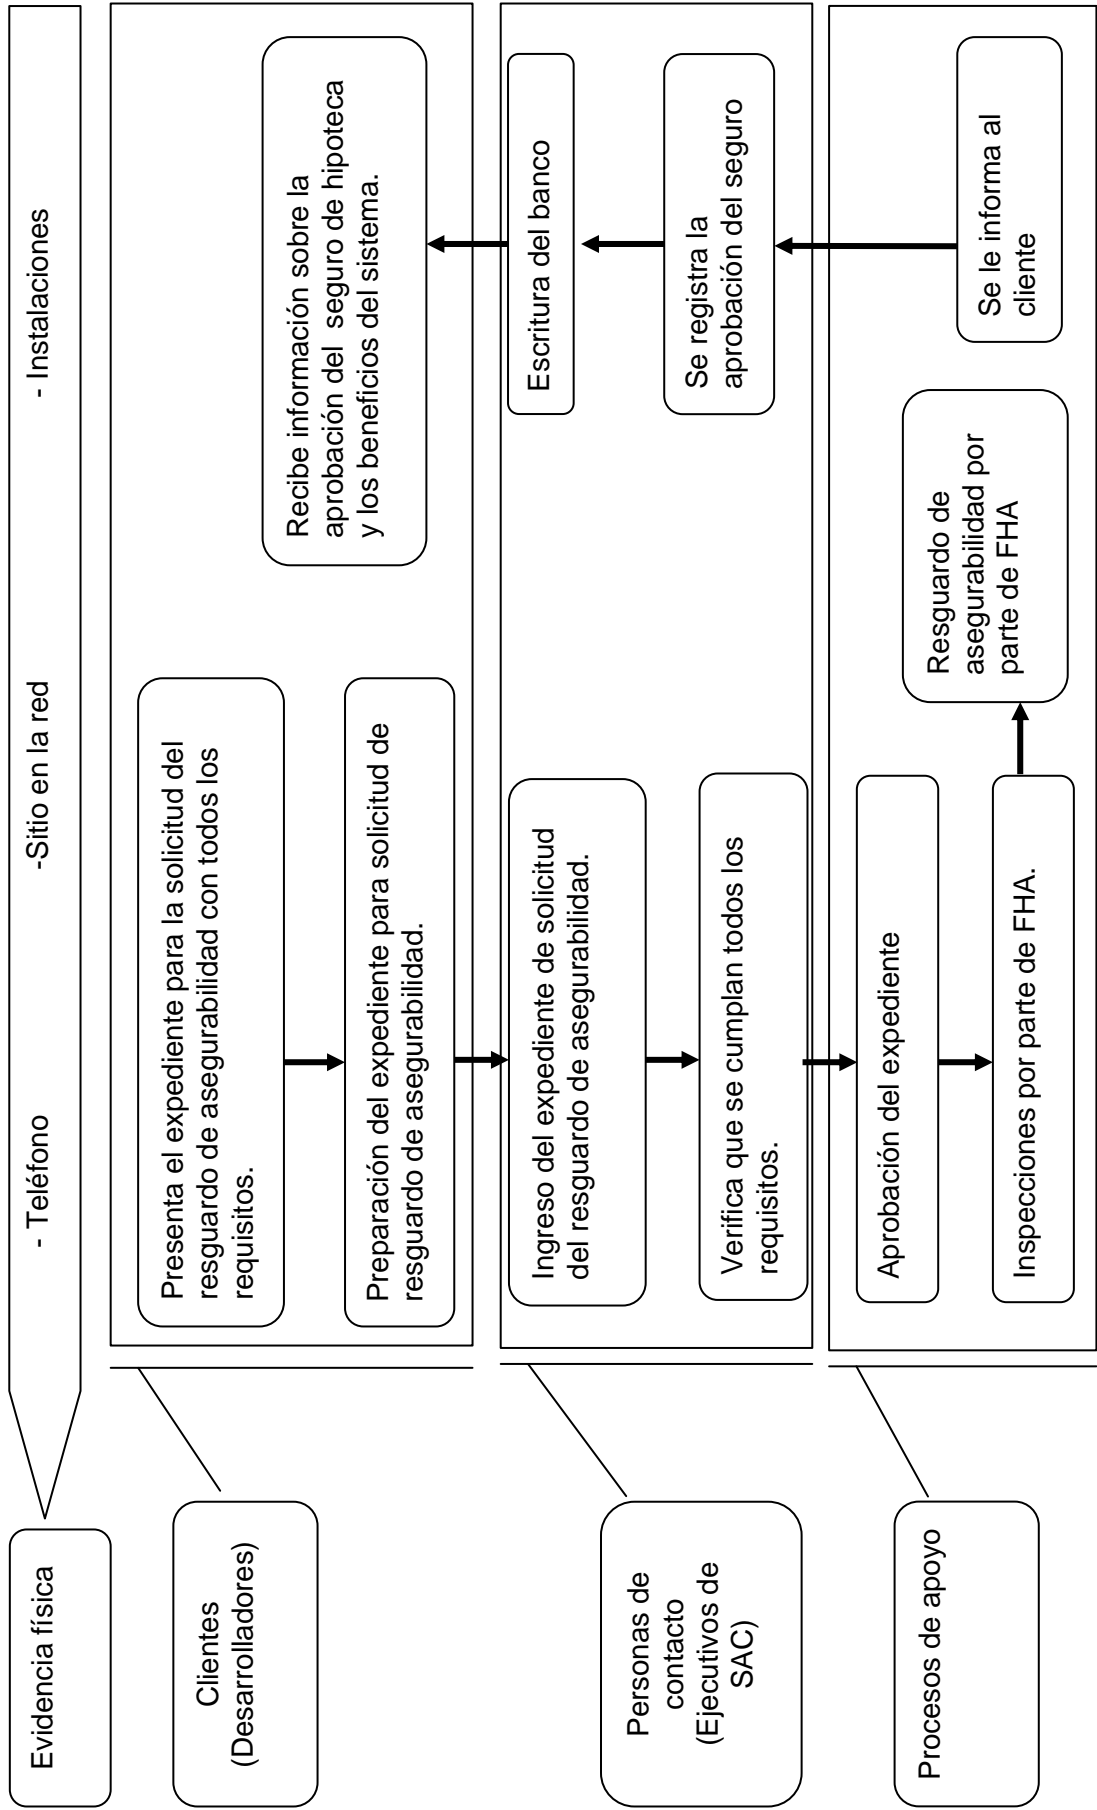 Evidencia física
- Teléfono
-Sitio en la red
- Instalaciones
Clientes
(Desarrolladores)
Presenta el expediente para la solicitud del
resguardo de asegurabilidad con todos los
requisitos.
Preparación del expediente para solicitud de
resguardo de asegurabilidad.
Recibe información sobre la
aprobación del seguro de hipoteca
y los beneficios del sistema.
Personas de
contacto
(Ejecutivos de
SAC)
Ingreso del expediente de solicitud
del resguardo de asegurabilidad.
Verifica que se cumplan todos los
requisitos.
Escritura del banco
Se registra la
aprobación del seguro
Procesos de apoyo
Aprobación del expediente
Inspecciones por parte de FHA.
Resguardo de
asegurabilidad por
parte de FHA
Se le informa al
cliente